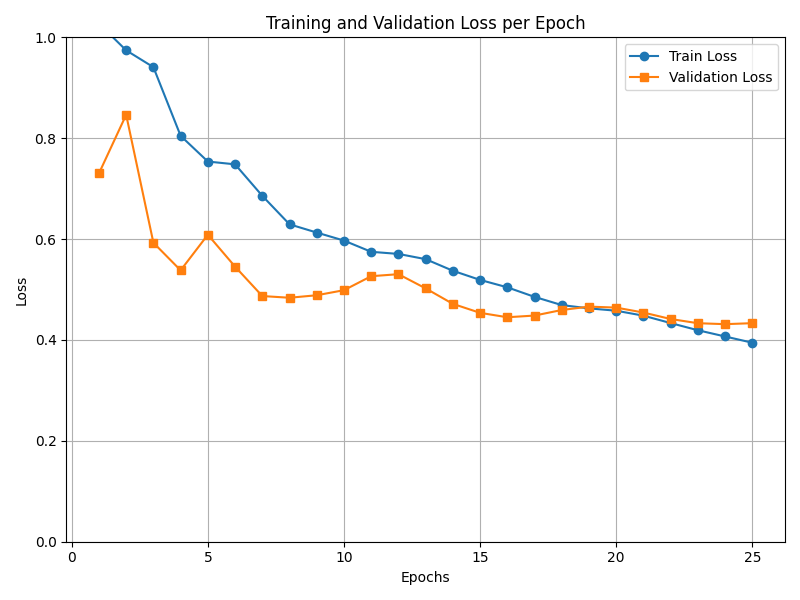 Training and Validation Loss per Epoch
Train Loss
Validation Loss
1.0
0.8
0.6
0.4
0.2
0.0
Loss
0 5 10 15 20 25
Epochs